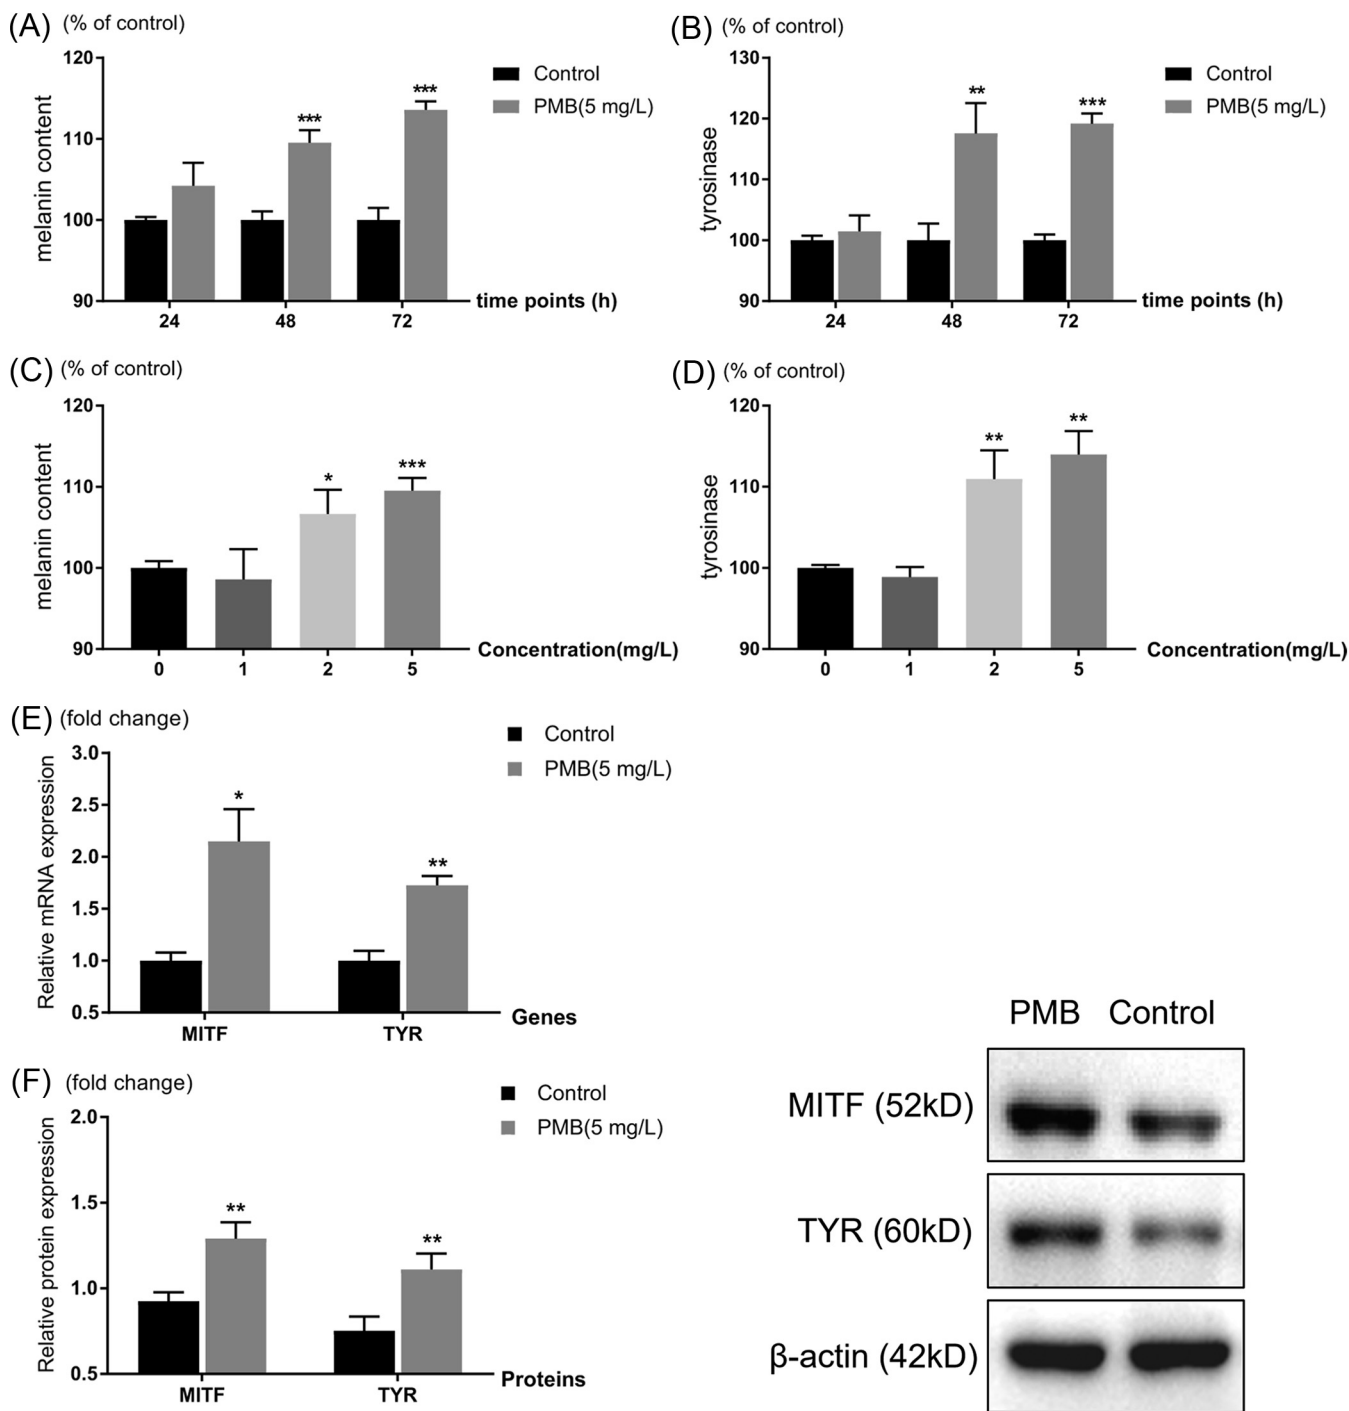 (A) (% of control)
120
110
100
90
melanin content
*** ***
Control
PMB(5 mg/L)
24 48 72
time points (h)
(B) (% of control)
130
120
110
100
90
tyrosinase
** ***
Control
PMB(5 mg/L)
24 48 72
time points (h)
(C) (% of control)
120
110
100
90
melanin content
* ***
0 1 2 5
Concentration(mg/L)
(D) (% of control)
120
110
100
90
tyrosinase
** **
0 1 2 5
Concentration(mg/L)
(E) (fold change)
3.0
2.5
2.0
1.5
1.0
0.5
Relative mRNA expression
* **
Control
PMB(5 mg/L)
MITF TYR
Genes
(F) (fold change)
2.0
1.5
1.0
0.5
Relative protein expression
** **
Control
PMB(5 mg/L)
MITF TYR
Proteins
PMB Control
MITF (52kD)
TYR (60kD)
β-actin (42kD)